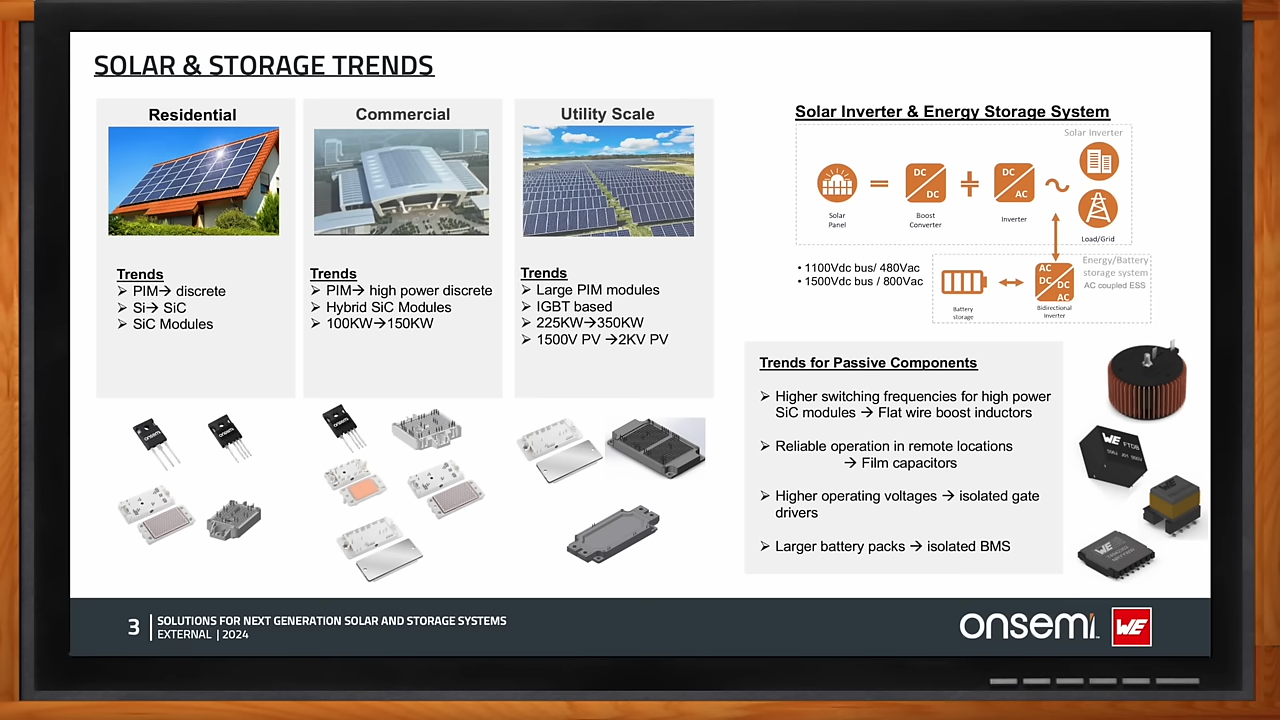 SOLAR & STORAGE TRENDS
Residential
Trends
➢ PIM→ discrete
➢ Si→ SiC
➢ SiC Modules
Commercial
Trends
➢ PIM→ high power discrete
➢ Hybrid SiC Modules
➢ 100KW→150KW
Utility Scale
Trends
➢ Large PIM modules
➢ IGBT based
➢ 225KW→350KW
➢ 1500V PV →2KV PV
onsemi
onsemi
onsemi
Solar Inverter & Energy Storage System
Solar Inverter
DC
DC
DC
AC
Solar
Panel
Boost
Converter
Inverter
Load/Grid
• 1100Vdc bus/ 480Vac
• 1500Vdc bus / 800Vac
Energy/Battery
storage system
AC coupled ESS
AC
DC
DC
AC
Battery
storage
Bidirectional
Inverter
Trends for Passive Components
➢ Higher switching frequencies for high power
SiC modules → Flat wire boost inductors
➢ Reliable operation in remote locations
→ Film capacitors
➢ Higher operating voltages → isolated gate
drivers
➢ Larger battery packs → isolated BMS
WE FTDB
WE
3
SOLUTIONS FOR NEXT GENERATION SOLAR AND STORAGE SYSTEMS
EXTERNAL | 2024
onsemi
WE